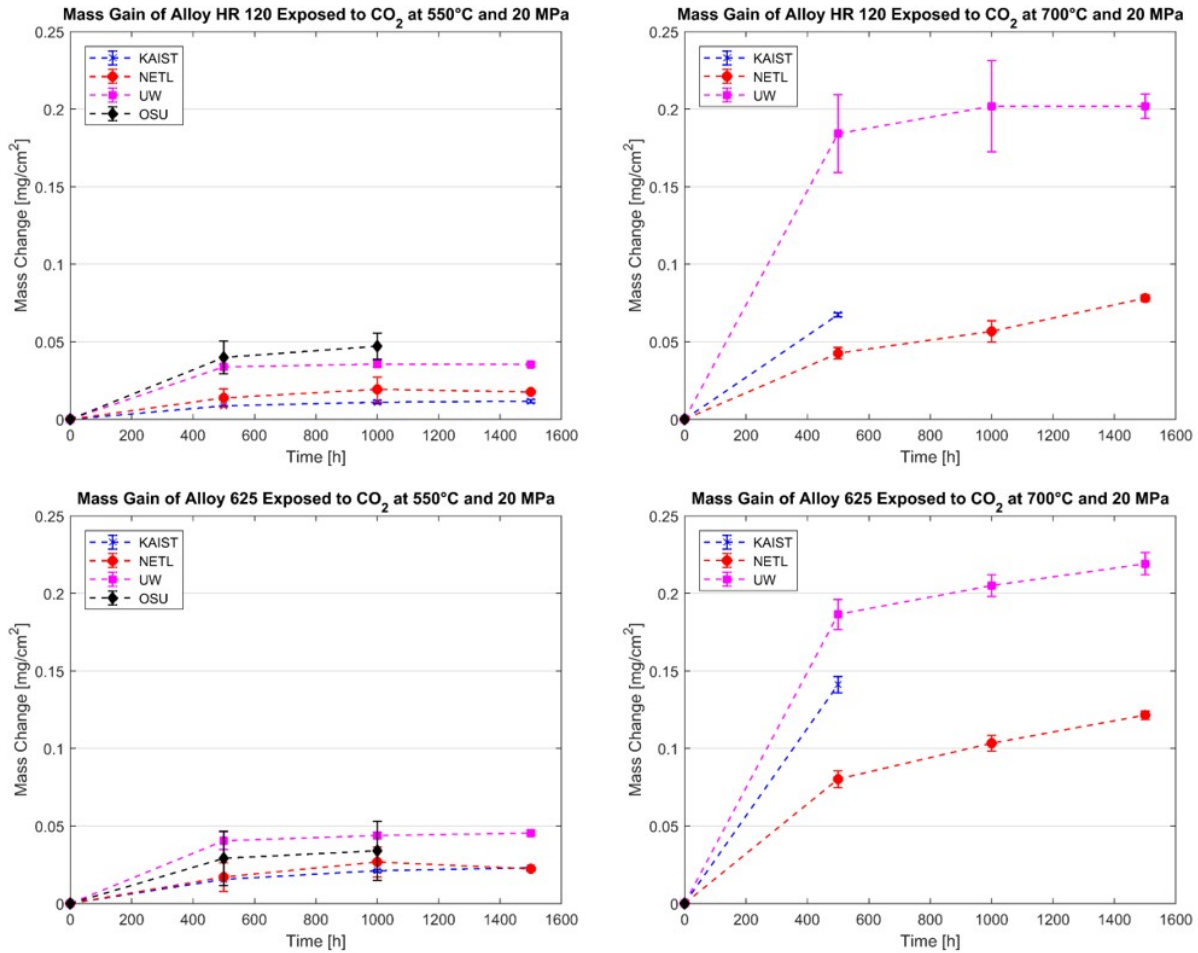 Mass Gain of Alloy HR 120 Exposed to CO₂ at 550°C and 20 MPa
0.25
0.2
0.15
0.1
0.05
0
Mass Change [mg/cm²]
KAIST
NETL
UW
OSU
0 200 400 600 800 1000 1200 1400 1600
Time [h]
Mass Gain of Alloy HR 120 Exposed to CO₂ at 700°C and 20 MPa
0.25
0.2
0.15
0.1
0.05
0
Mass Change [mg/cm²]
KAIST
NETL
UW
0 200 400 600 800 1000 1200 1400 1600
Time [h]
Mass Gain of Alloy 625 Exposed to CO₂ at 550°C and 20 MPa
0.25
0.2
0.15
0.1
0.05
0
Mass Change [mg/cm²]
KAIST
NETL
UW
OSU
0 200 400 600 800 1000 1200 1400 1600
Time [h]
Mass Gain of Alloy 625 Exposed to CO₂ at 700°C and 20 MPa
0.25
0.2
0.15
0.1
0.05
0
Mass Change [mg/cm²]
KAIST
NETL
UW
0 200 400 600 800 1000 1200 1400 1600
Time [h]